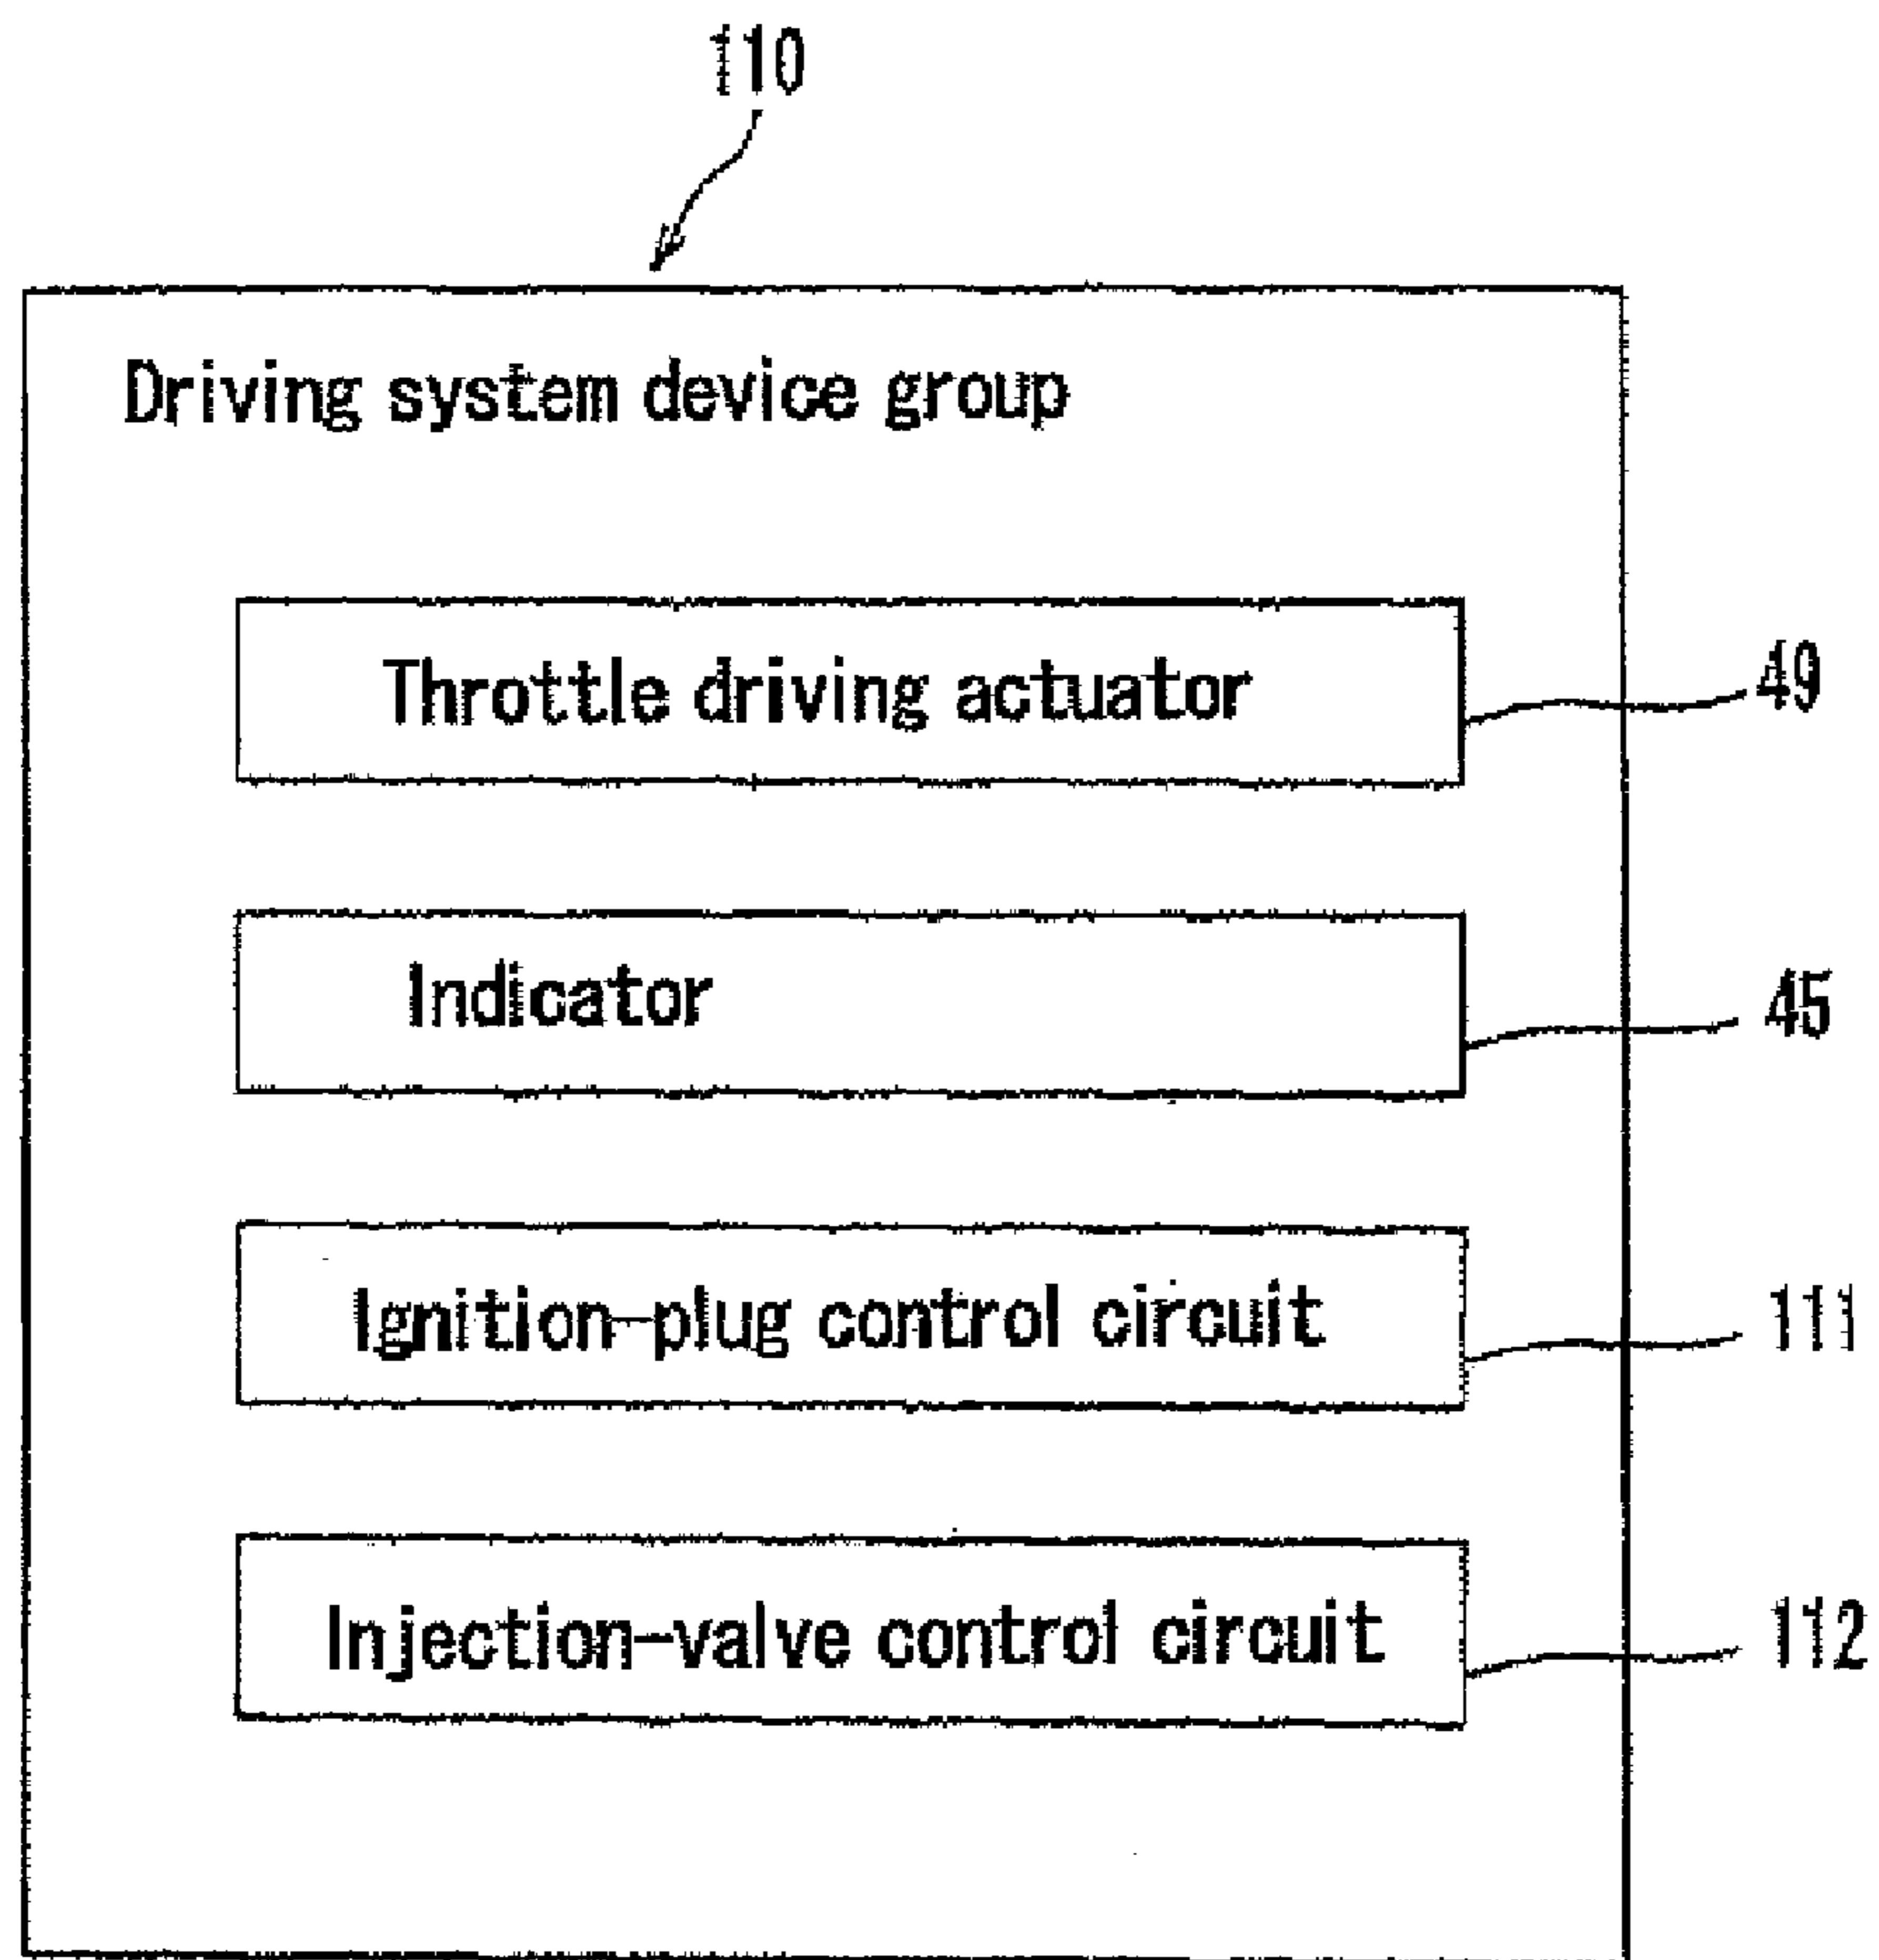 110
Driving system device group
Throttle driving actuator
49
Indicator
45
Ignition-plug control circuit
111
Injection-valve control circuit
112